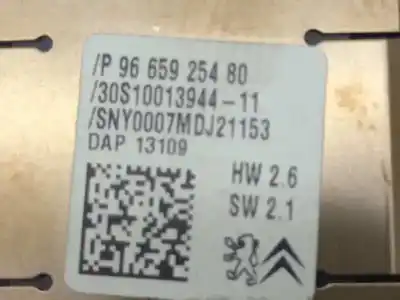 /P 96 659 254 80
/30S10013944-11
/SNY0007MDJ21153
DAP 13109
HW 2.6
SW 2.1